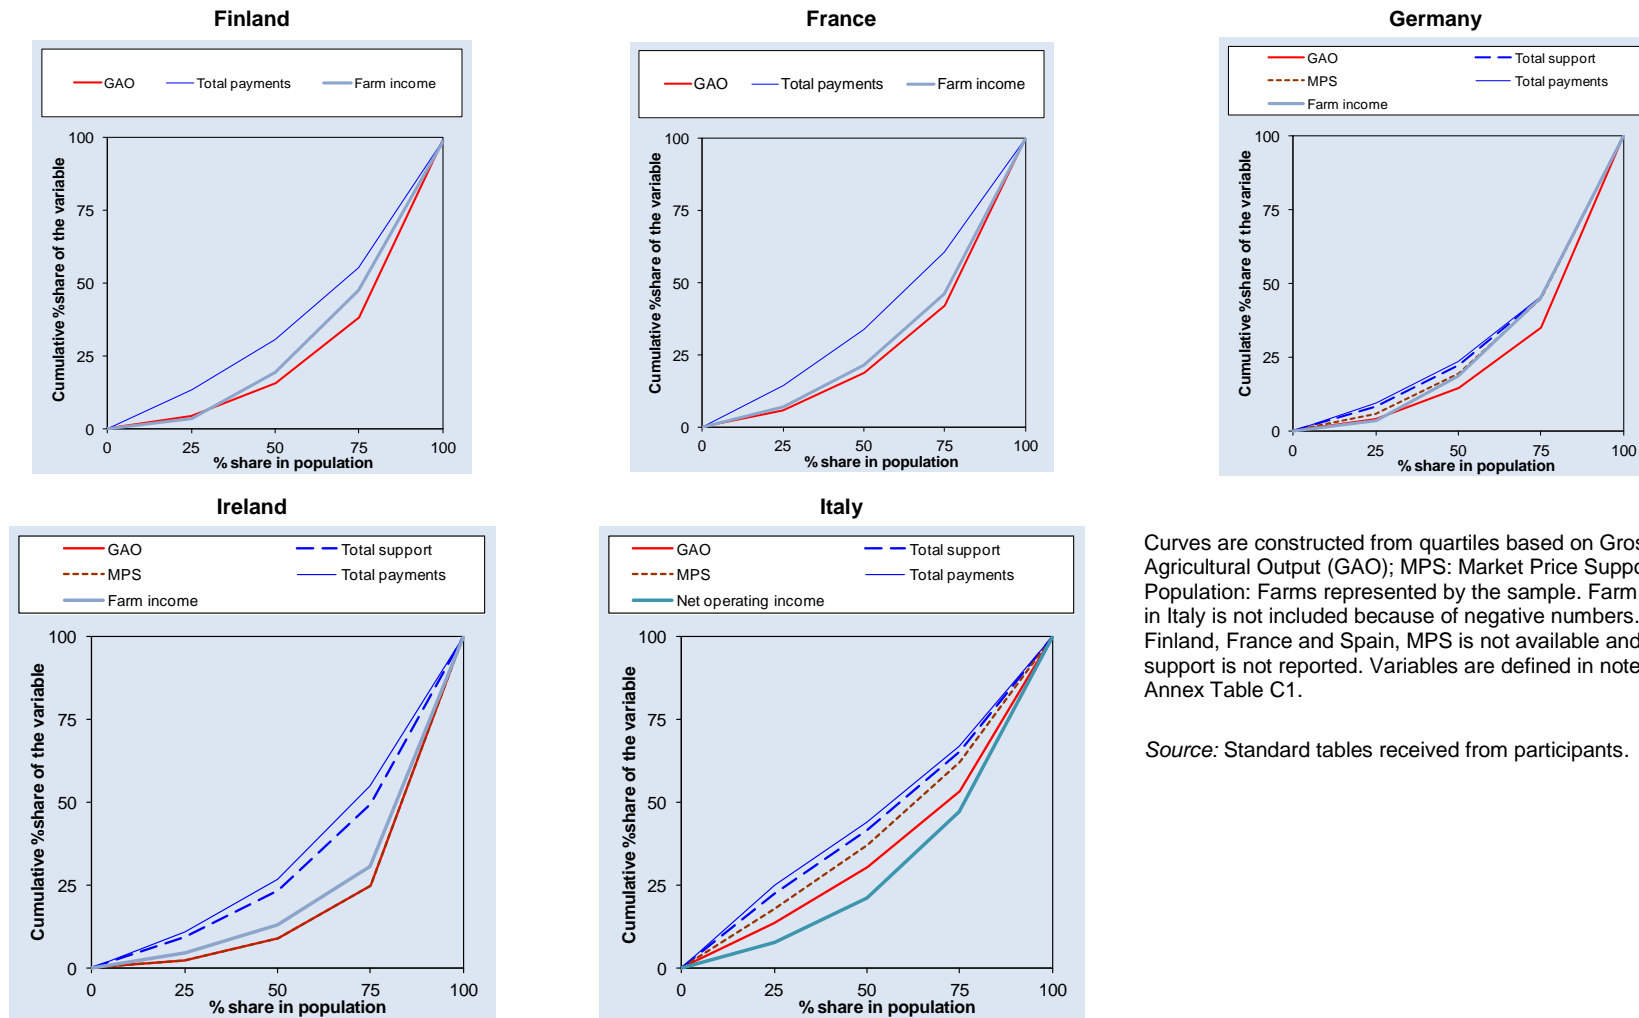 Finland
GAO Total payments Farm income
100
75
50
25
0
0 25 50 75 100
Cumulative %share of the variable
% share in population
France
GAO Total payments Farm income
100
75
50
25
0
0 25 50 75 100
Cumulative %share of the variable
% share in population
Germany
GAO Total support
MPS Total payments
Farm income
100
75
50
25
0
0 25 50 75 100
Cumulative %share of the variable
% share in population
Ireland
GAO Total support
MPS Total payments
Farm income
100
75
50
25
0
0 25 50 75 100
Cumulative %share of the variable
% share in population
Italy
GAO Total support
MPS Total payments
Net operating income
100
75
50
25
0
0 25 50 75 100
Cumulative %share of the variable
% share in population
Curves are constructed from quartiles based on Gros
Agricultural Output (GAO); MPS: Market Price Suppo
Population: Farms represented by the sample. Farm
in Italy is not included because of negative numbers.
Finland, France and Spain, MPS is not available and
support is not reported. Variables are defined in note
Annex Table C1.
Source: Standard tables received from participants.